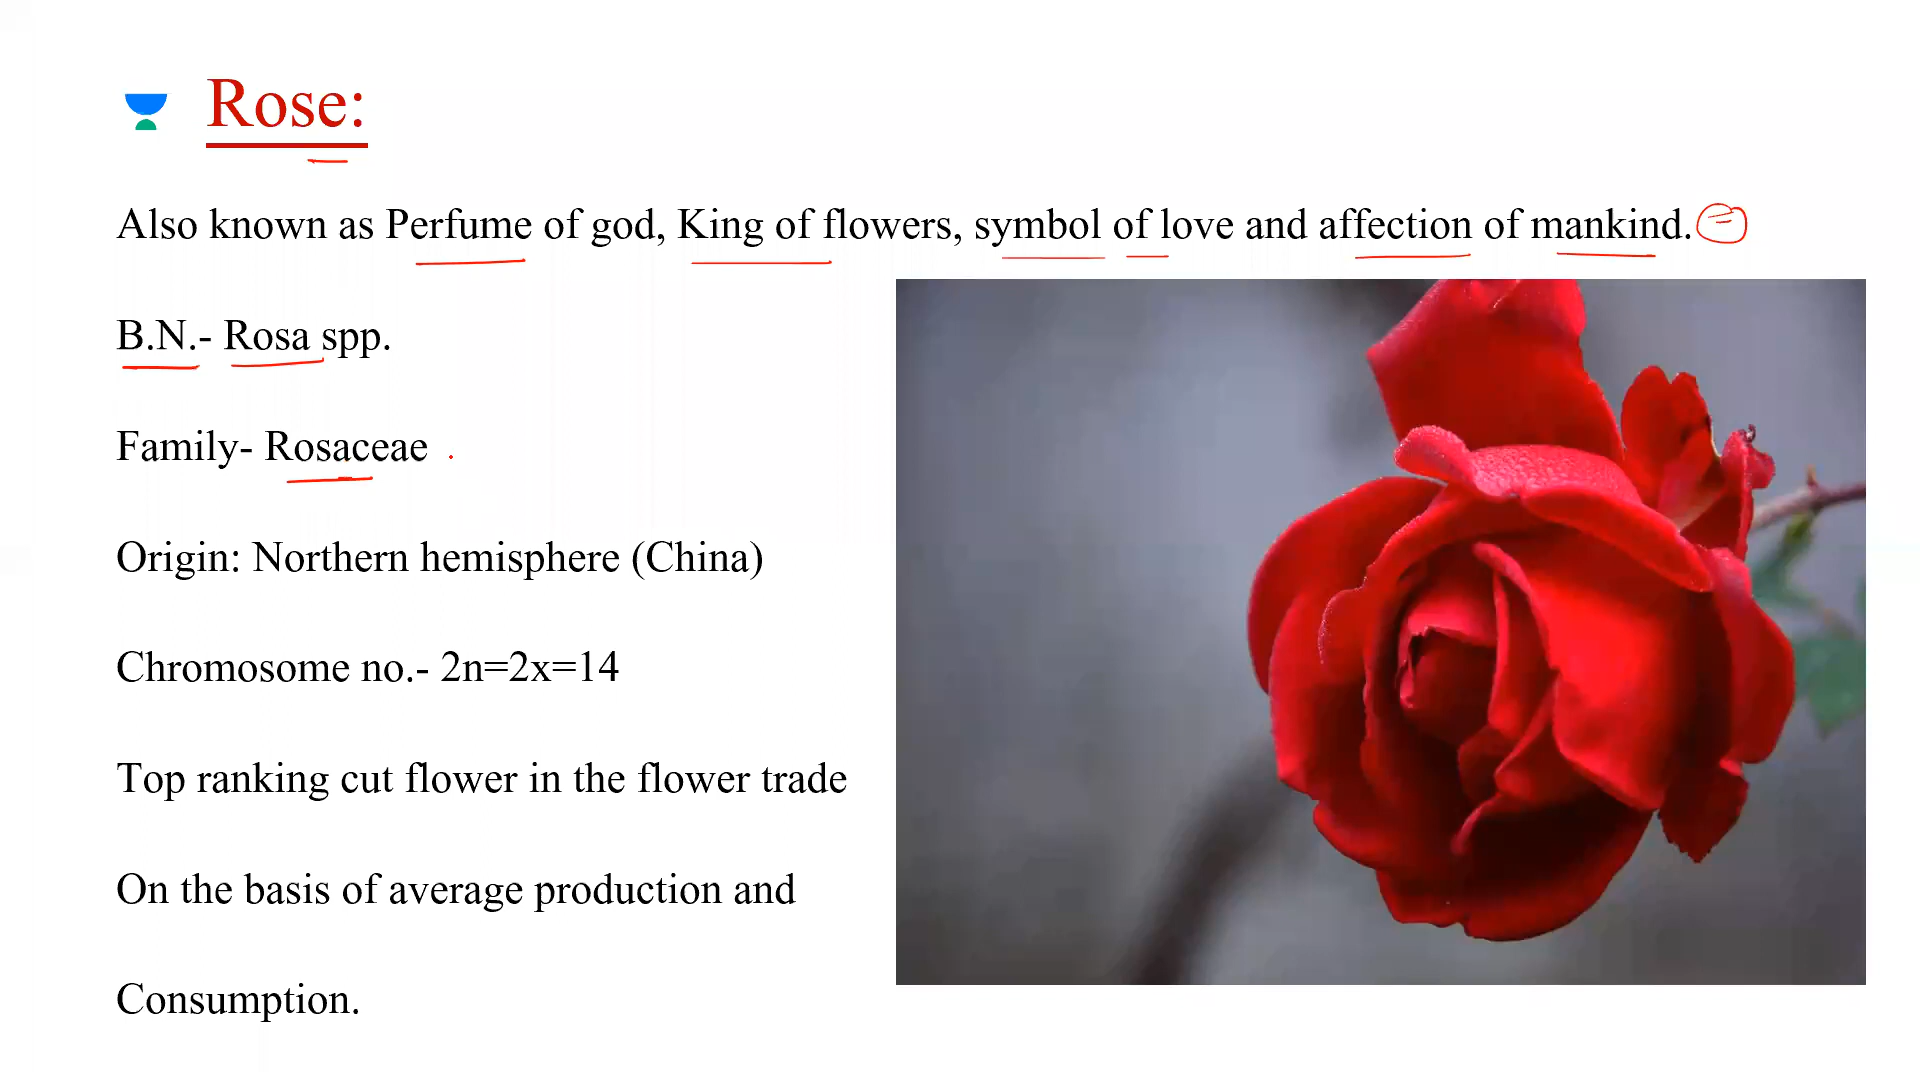 Rose:
Also known as Perfume of god, King of flowers, symbol of love and affection of mankind.
B.N.- Rosa spp.
Family- Rosaceae
Origin: Northern hemisphere (China)
Chromosome no.- 2n=2x=14
Top ranking cut flower in the flower trade
On the basis of average production and
Consumption.